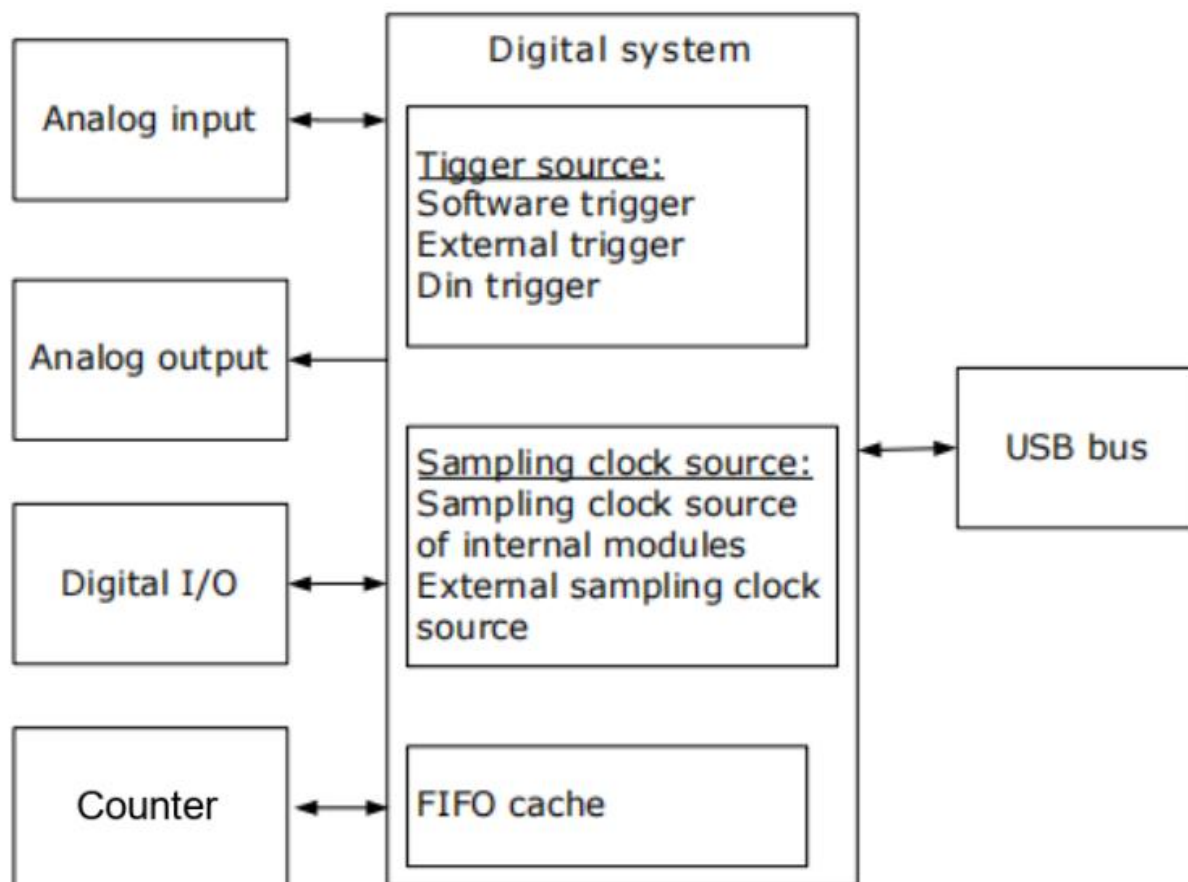 Digital system
Analog input
Tigger source:
Software trigger
External trigger
Din trigger
Analog output
Sampling clock source:
Sampling clock source
of internal modules
External sampling clock
source
USB bus
Digital I/O
Counter
FIFO cache